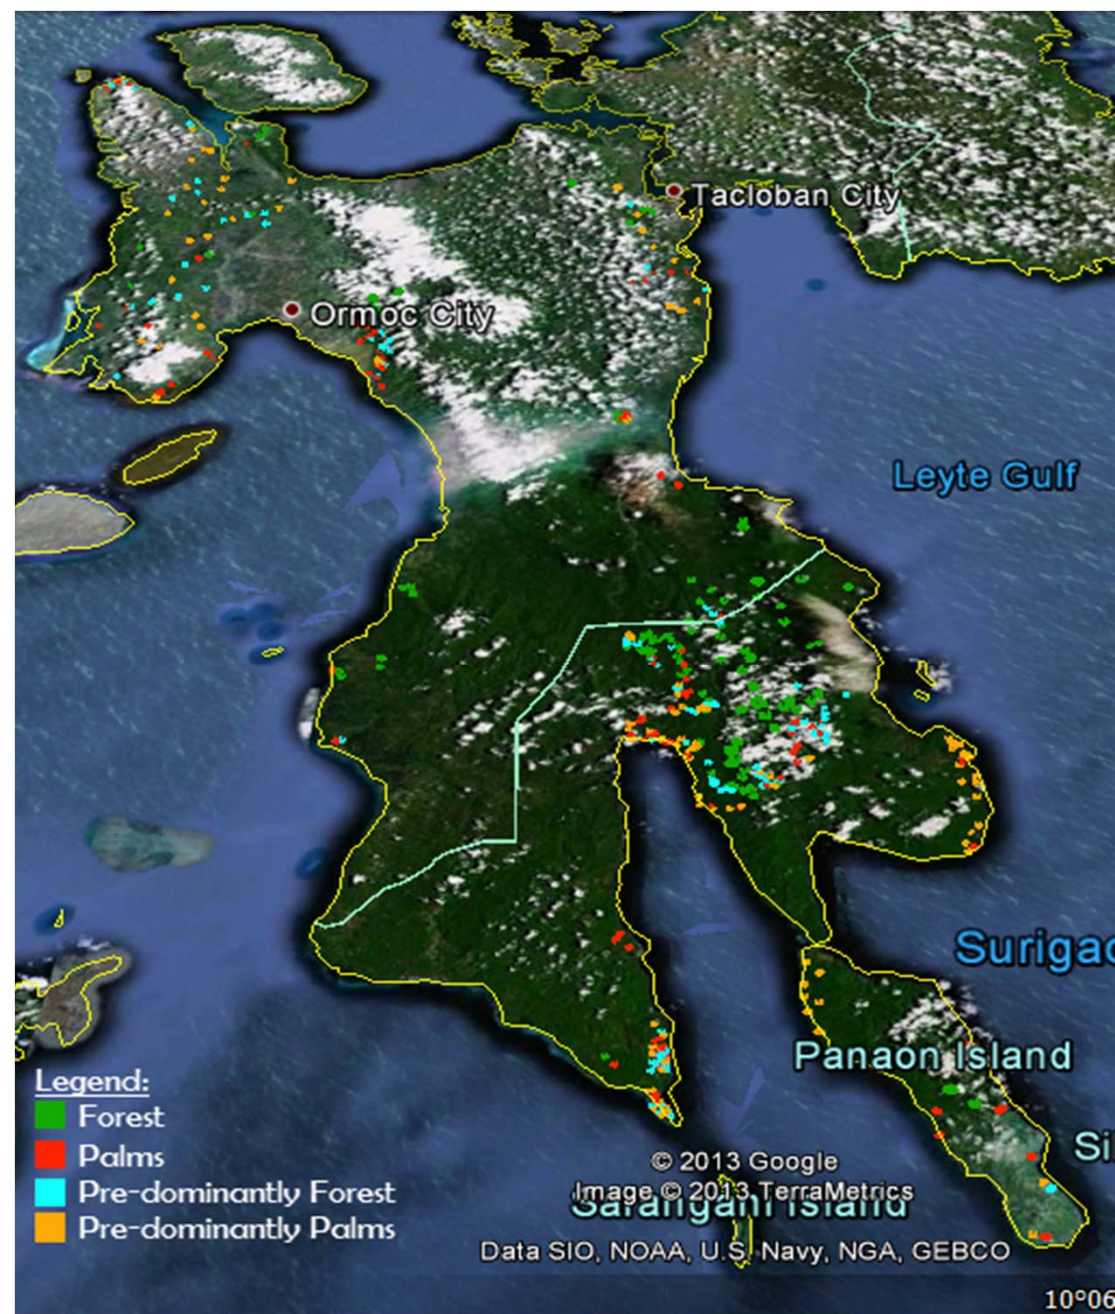 Tacloban City
Ormoc City
Leyte Gulf
Surigao
Panaon Island
Legend:
Forest
Palms
Pre-dominantly Forest
Pre-dominantly Palms
Si
© 2013 Google
Image © 2013 TerraMetrics
Sarangani Island
Data SIO, NOAA, U.S. Navy, NGA, GEBCO
10°06